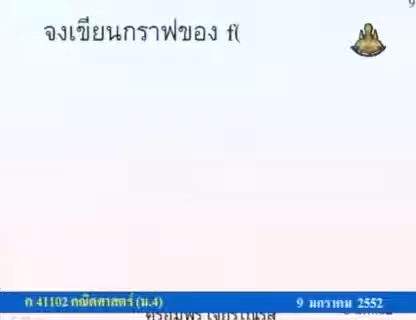 จงเขียนกราฟของ f(
9
ค 41102 คณิตศาสตร์ (ม.4) 9 มกราคม 2552